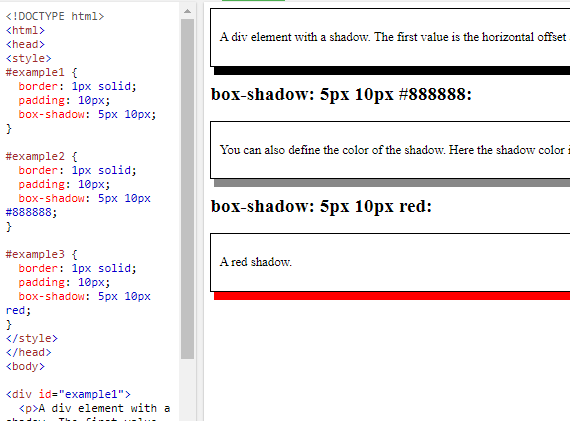 <!DOCTYPE html>
<html>
<head>
<style>
#example1 {
  border: 1px solid;
  padding: 10px;
  box-shadow: 5px 10px;
}

#example2 {
  border: 1px solid;
  padding: 10px;
  box-shadow: 5px 10px
#888888;
}

#example3 {
  border: 1px solid;
  padding: 10px;
  box-shadow: 5px 10px
red;
}
</style>
</head>
<body>

<div id="example1">
  <p>A div element with a
shadow. The first value
A div element with a shadow. The first value is the horizontal offset
box-shadow: 5px 10px #888888:
You can also define the color of the shadow. Here the shadow color
box-shadow: 5px 10px red:
A red shadow.